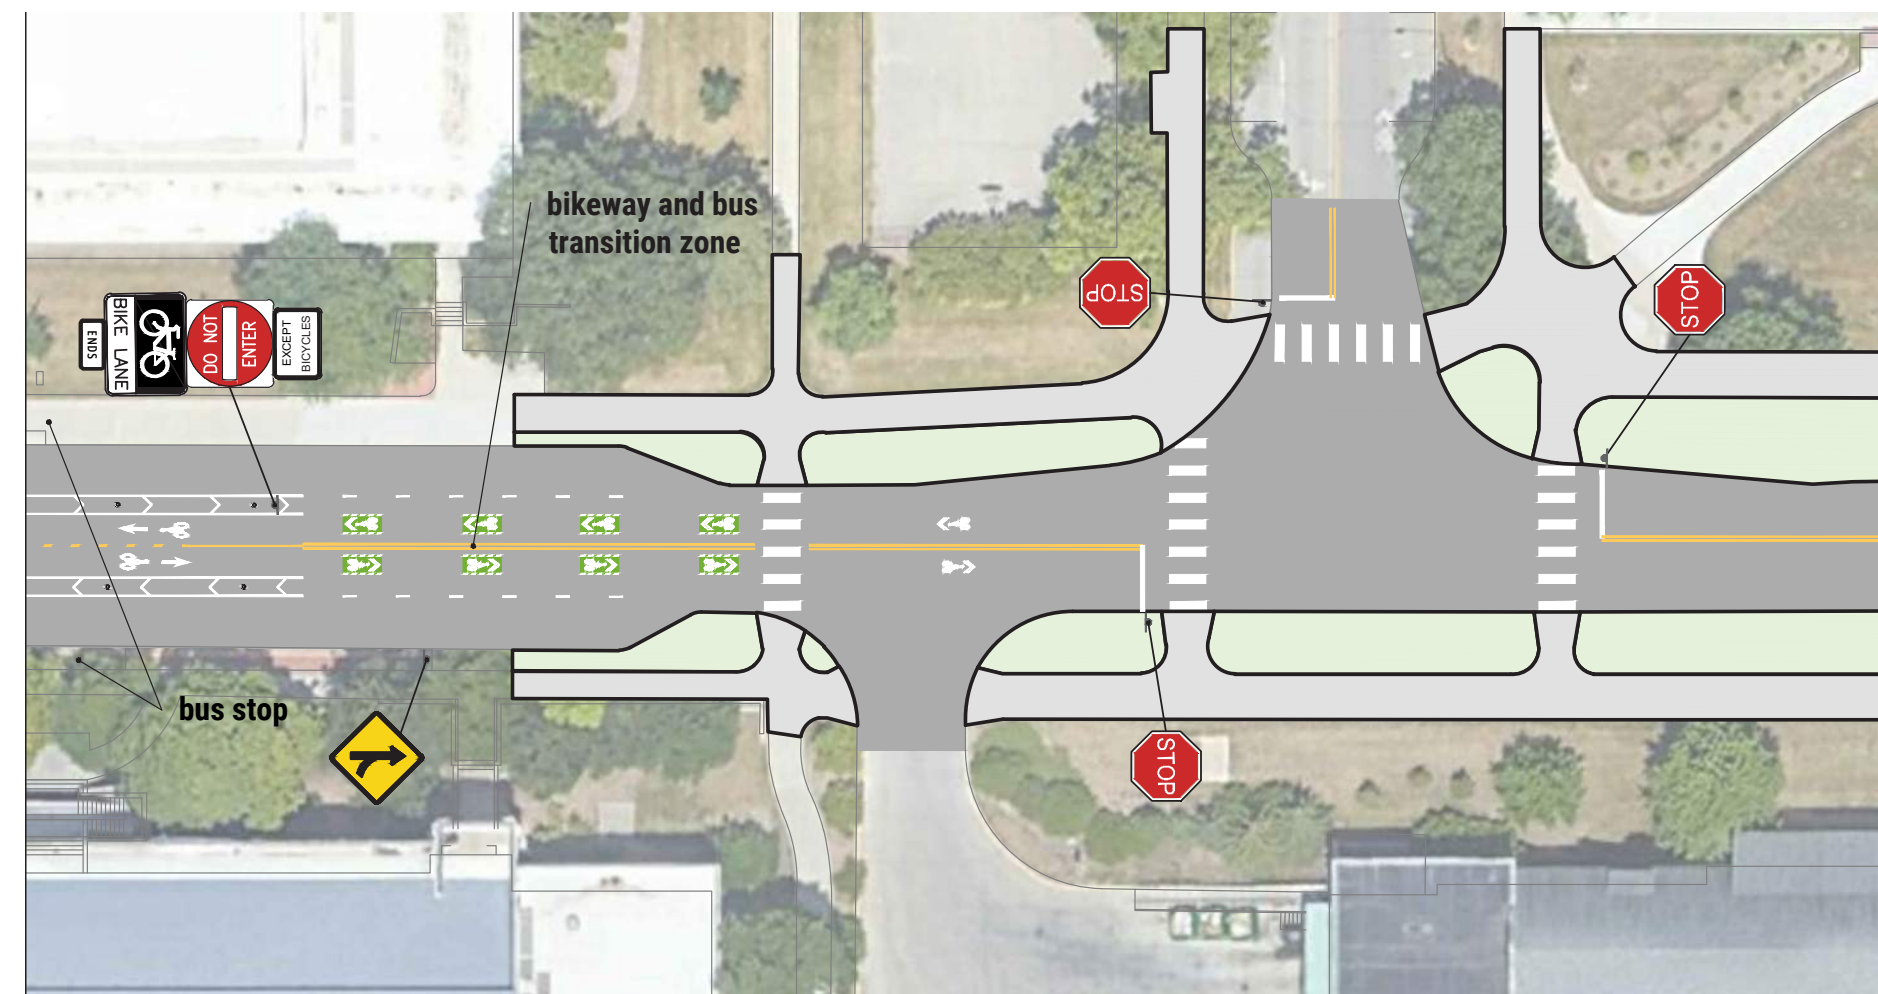 bikeway and bus
transition zone
ENDS
BIKE LANE
DO NOT
ENTER
EXCEPT
BICYCLES
STOP
STOP
bus stop
STOP